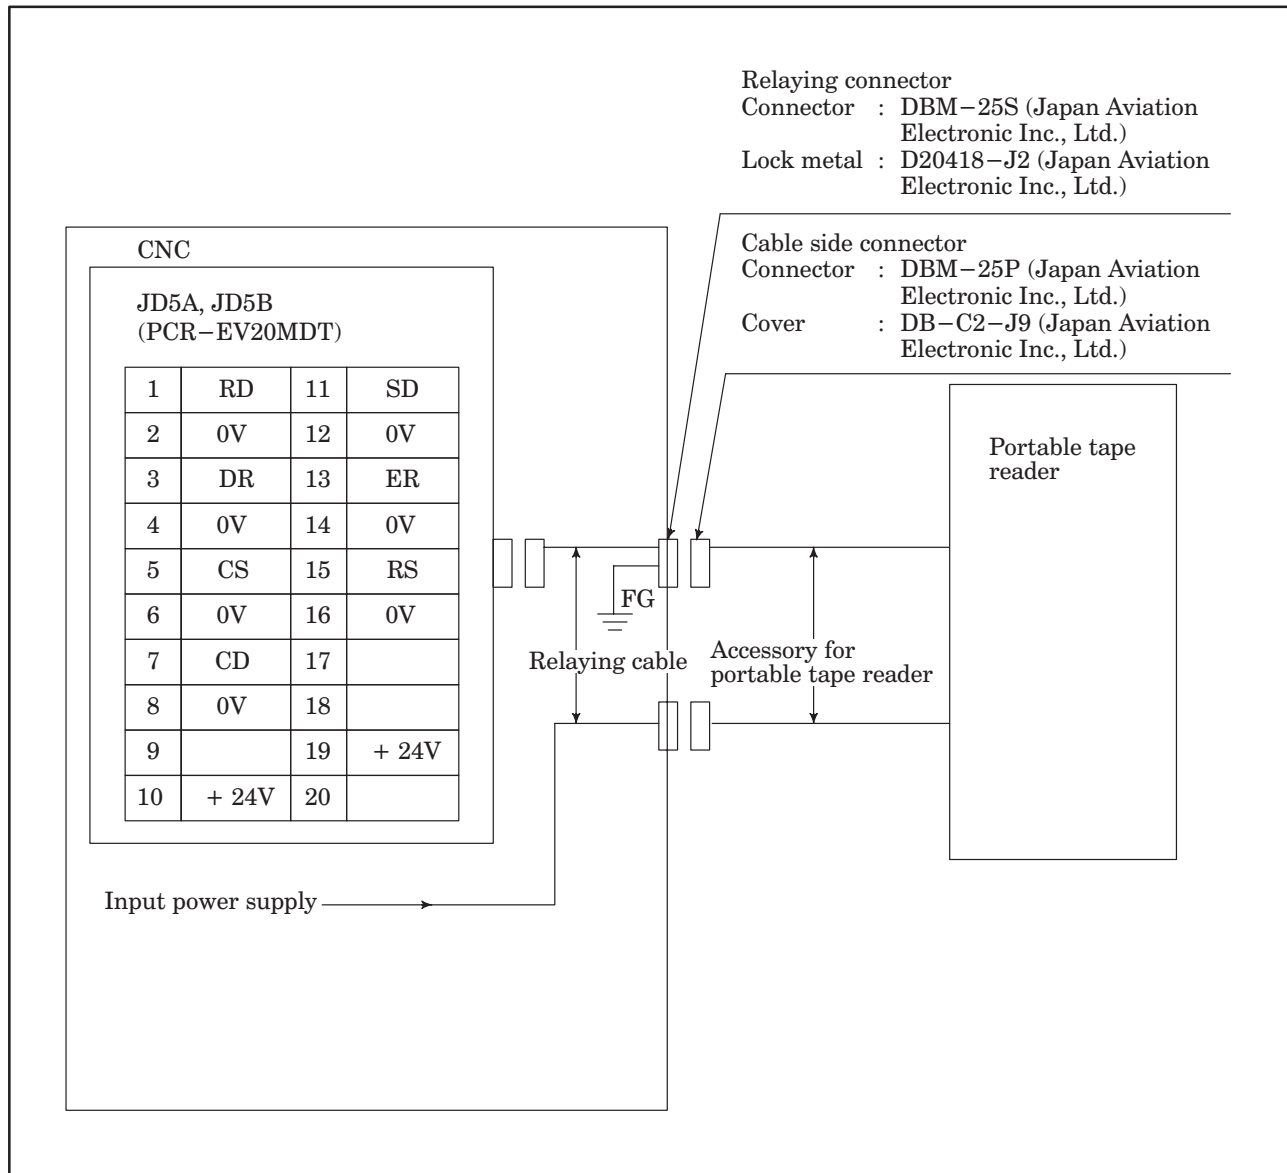 Relaying connector
Connector : DBM−25S (Japan Aviation
Electronic Inc., Ltd.)
Lock metal : D20418−J2 (Japan Aviation
Electronic Inc., Ltd.)
Cable side connector
Connector : DBM−25P (Japan Aviation
Electronic Inc., Ltd.)
Cover : DB−C2−J9 (Japan Aviation
Electronic Inc., Ltd.)
CNC
JD5A, JD5B
(PCR−EV20MDT)
1 RD 11 SD
2 0V 12 0V
3 DR 13 ER
4 0V 14 0V
5 CS 15 RS
6 0V 16 0V
7 CD 17
8 0V 18
9 19 + 24V
10 + 24V 20
FG
Relaying cable
Accessory for
portable tape reader
Portable tape
reader
Input power supply